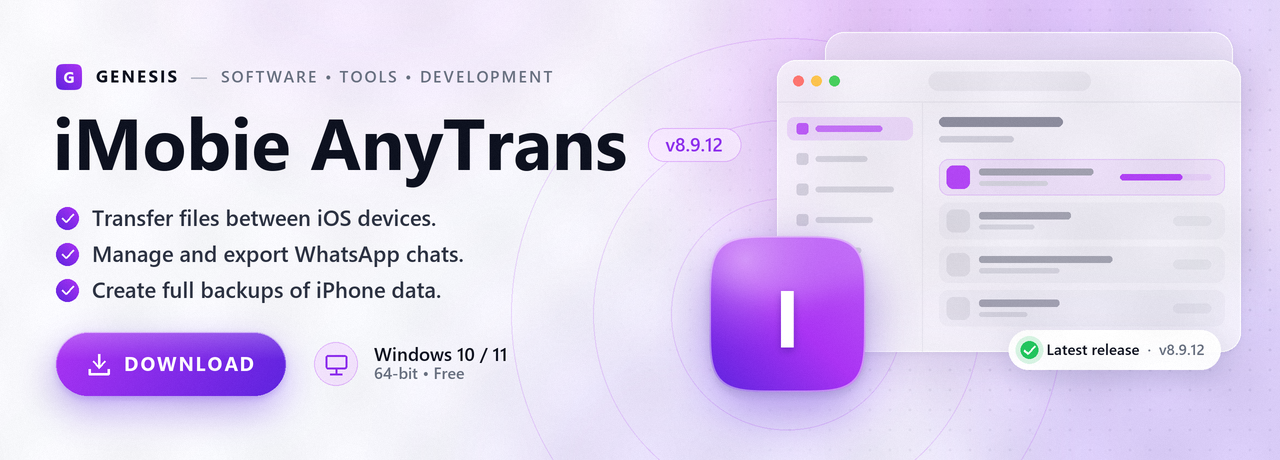 G GENESIS — SOFTWARE • TOOLS • DEVELOPMENT
iMobie AnyTrans v8.9.12
Transfer files between iOS devices.
Manage and export WhatsApp chats.
Create full backups of iPhone data.
DOWNLOAD
Windows 10 / 11
64-bit • Free
I
Latest release · v8.9.12